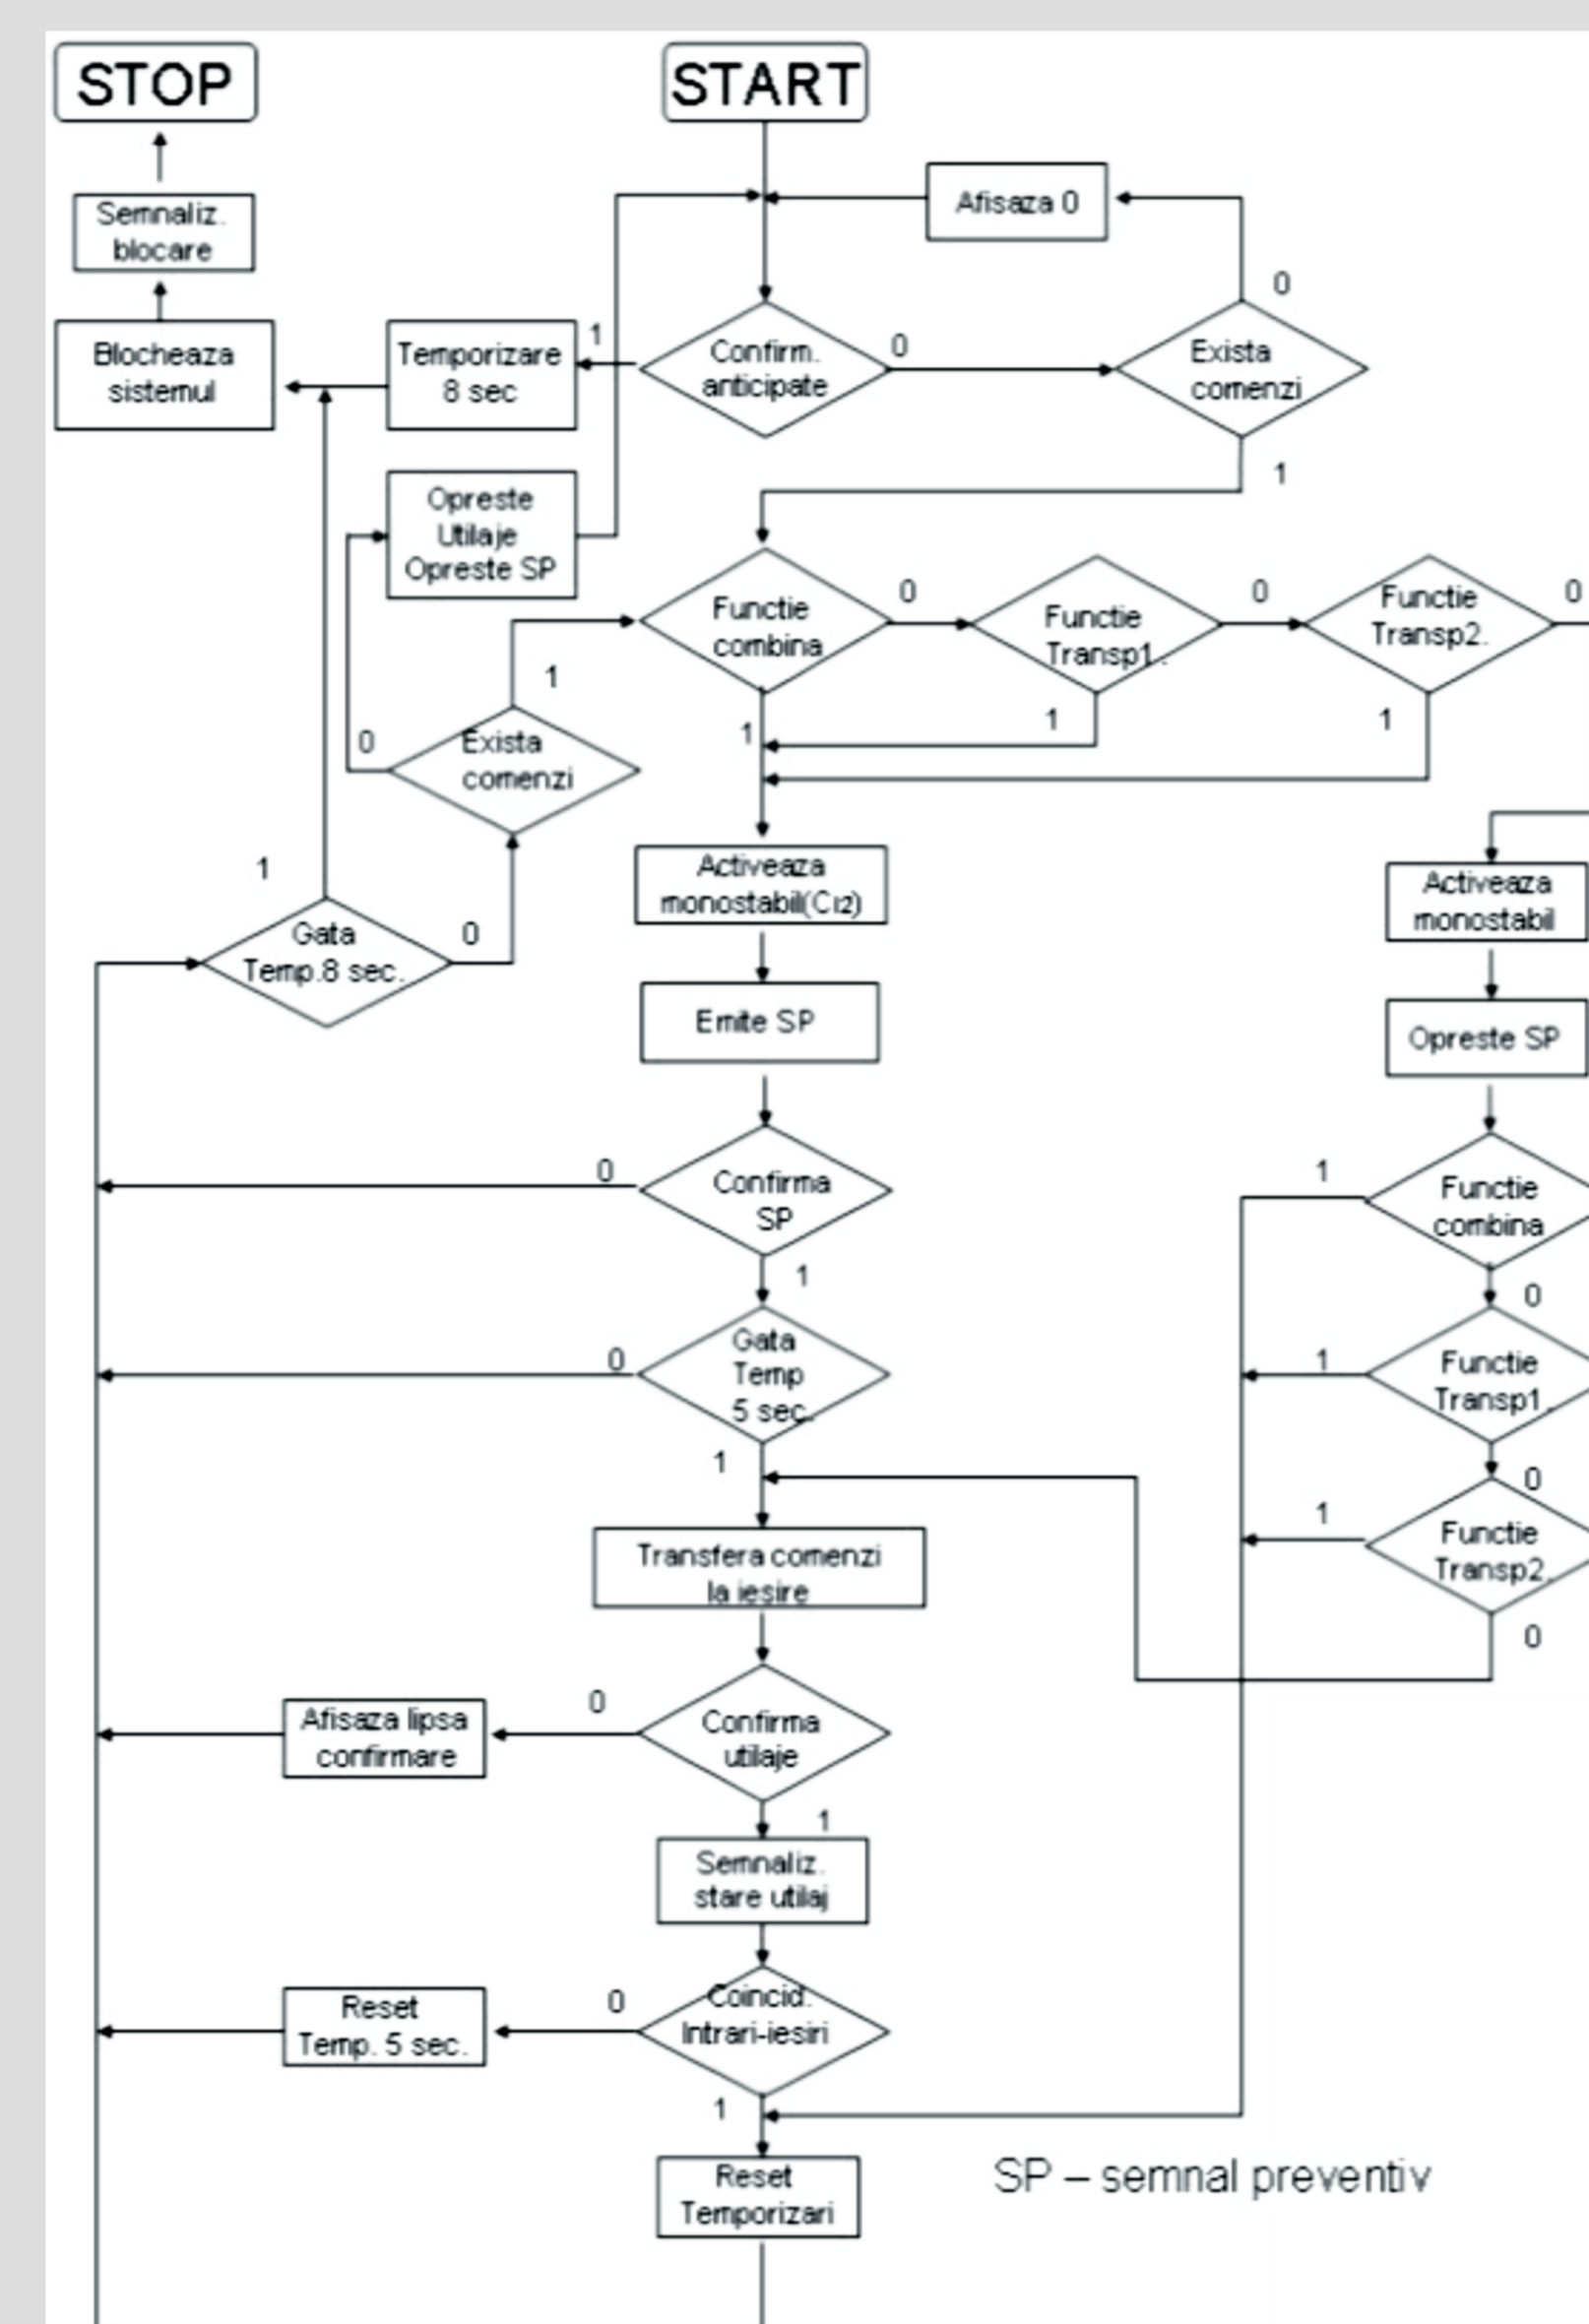 STOP
START
Semnaliz.
blocare
Afisaza 0
0
Blocheaza
sistemul
Temporizare
8 sec
1
Confirm.
anticipate
0
Exista
comenzi
1
Opreste
Utilaje
Opreste SP
Functie
combina
0
Functie
Transp1.
0
Functie
Transp2.
0
1
1
1
1
0
Exista
comenzi
1
Gata
Temp.8 sec.
0
Activeaza
monostabil(CI2)
Activeaza
monostabil
Emite SP
Opreste SP
0
Confirma
SP
1
1
Functie
combina
0
0
Gata
Temp
5 sec.
1
1
Functie
Transp1.
0
Transfera comenzi
la iesire
1
Functie
Transp2.
0
Afisaza lipsa
confirmare
0
Confirma
utilaje
1
Semnaliz.
stare utilaj
Reset
Temp. 5 sec.
0
Coincid.
Intrari-iesiri
1
Reset
Temporizari
SP – semnal preventiv